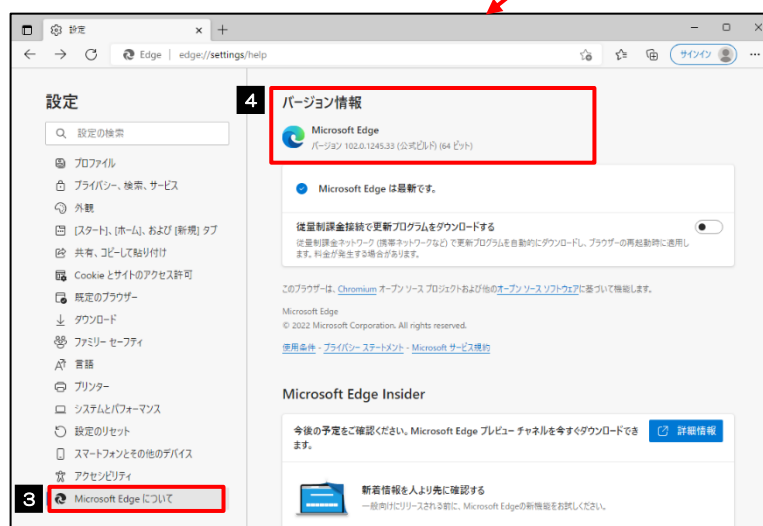 設定
Edge | edge://settings/help
サインイン
設定
設定の検索
プロファイル
プライバシー、検索、サービス
外観
[スタート]、[ホーム]、および [新規] タブ
共有、コピーして貼り付け
Cookie とサイトのアクセス許可
既定のブラウザー
ダウンロード
ファミリー セーフティ
言語
プリンター
システムとパフォーマンス
設定のリセット
スマートフォンとその他のデバイス
アクセシビリティ
3
Microsoft Edge について
4
バージョン情報
Microsoft Edge
バージョン 102.0.1245.33 (公式ビルド) (64 ビット)
Microsoft Edge は最新です。
従量制課金接続で更新プログラムをダウンロードする
従量制課金ネットワーク (携帯ネットワークなど) で更新プログラムを自動的にダウンロードし、ブラウザーの再起動時に適用し
ます。料金が発生する場合があります。
このブラウザーは、Chromium オープン ソース プロジェクトおよび他のオープン ソース ソフトウェアに基づいて機能します。
Microsoft Edge
© 2022 Microsoft Corporation. All rights reserved.
使用条件 - プライバシー ステートメント - Microsoft サービス規約
Microsoft Edge Insider
今後の予定をご確認ください。Microsoft Edge プレビュー チャネルを今すぐダウンロードでき
ます。
詳細情報
新着情報を人より先に確認する
一般向けにリリースされる前に、Microsoft Edgeの新機能をお試しください。